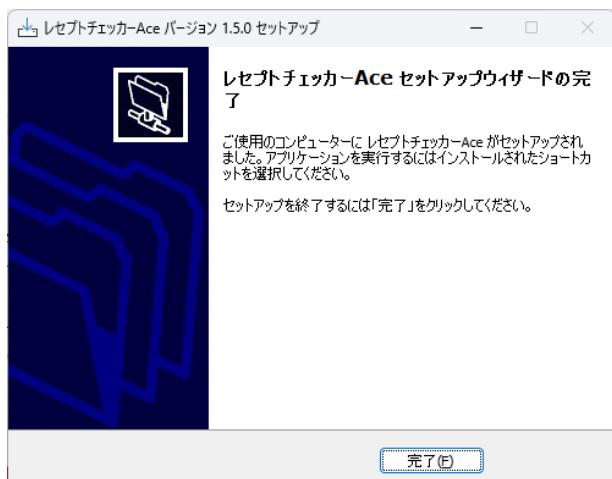 レセプトチェッカーAce バージョン 1.5.0 セットアップ
レセプトチェッカーAce セットアップウィザードの完
了
ご使用のコンピューターに レセプトチェッカーAce がセットアップされ
ました。アプリケーションを実行するにはインストールされたショートカ
ットを選択してください。
セットアップを終了するには「完了」をクリックしてください。
完了(F)